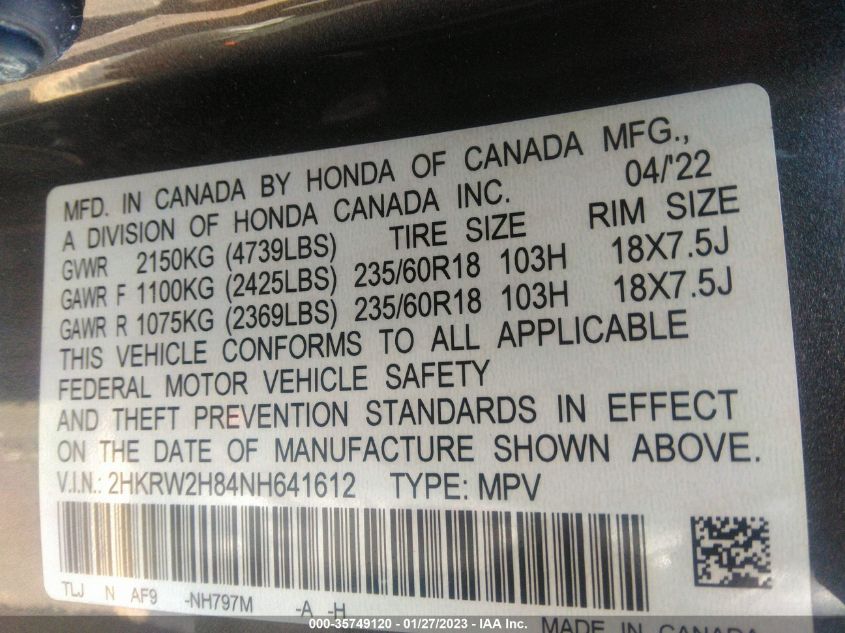 MFD. IN CANADA BY HONDA OF CANADA MFG.,
A DIVISION OF HONDA CANADA INC. 04/'22
GVWR 2150KG (4739LBS) TIRE SIZE RIM SIZE
GAWR F 1100KG (2425LBS) 235/60R18 103H 18X7.5J
GAWR R 1075KG (2369LBS) 235/60R18 103H 18X7.5J
THIS VEHICLE CONFORMS TO ALL APPLICABLE
FEDERAL MOTOR VEHICLE SAFETY
AND THEFT PREVENTION STANDARDS IN EFFECT
ON THE DATE OF MANUFACTURE SHOWN ABOVE.
V.I.N.: 2HKRW2H84NH641612 TYPE: MPV
TLJ N AF9 -NH797M -A -H
MADE IN CANADA
000-35749120 - 01/27/2023 - IAA Inc.